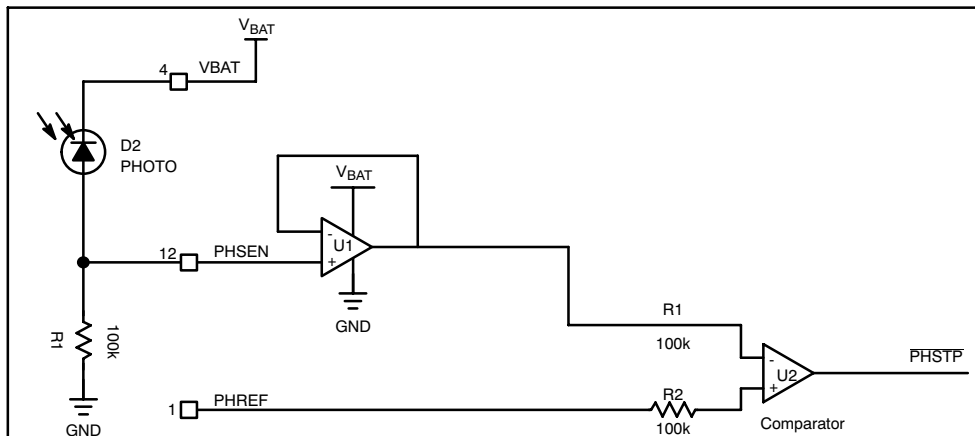 VBAT
4 VBAT
D2
PHOTO
VBAT
12 PHSEN
-
+
U1
GND
R1
100k
GND
R1
100k
-
+
U2
PHSTP
Comparator
R2
100k
1 PHREF